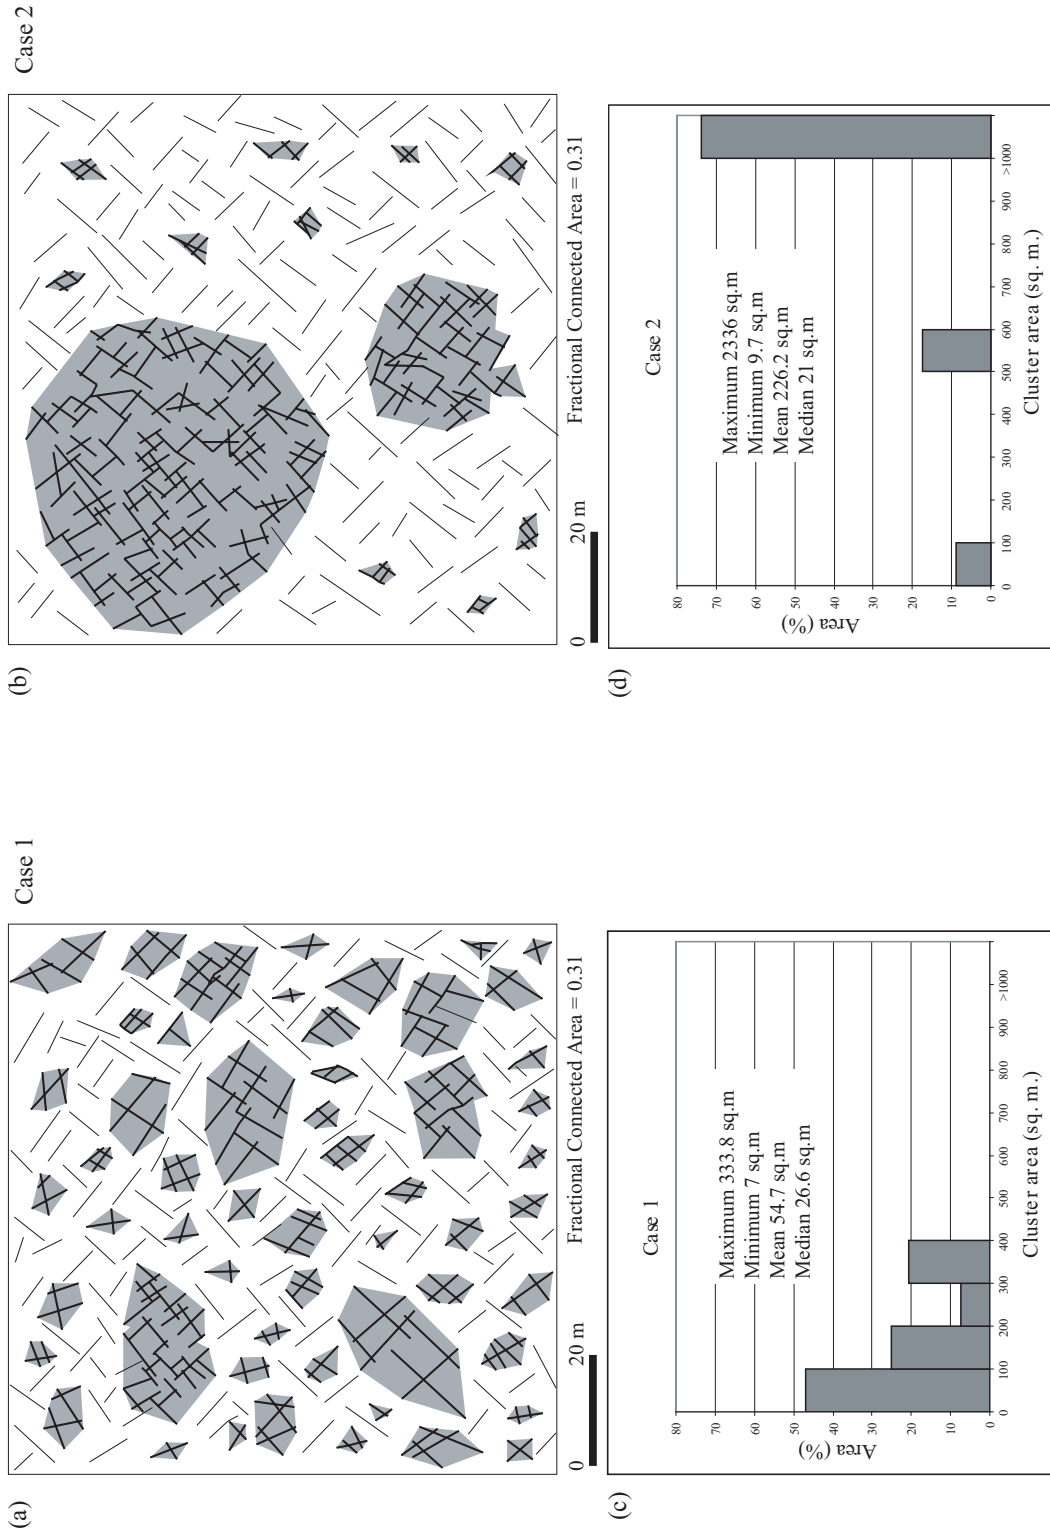 (a)
Case 1
Fractional Connected Area = 0.31
0
20 m
(b)
Case 2
Fractional Connected Area = 0.31
0
20 m
(c)
Case 1
Maximum 333.8 sq.m
Minimum 7 sq.m
Mean 54.7 sq.m
Median 26.6 sq.m
Area (%)
80
70
60
50
40
30
20
10
0
0 100 200 300 400 500 600 700 800 900 >1000
Cluster area (sq. m.)
(d)
Case 2
Maximum 2336 sq.m
Minimum 9.7 sq.m
Mean 226.2 sq.m
Median 21 sq.m
Area (%)
80
70
60
50
40
30
20
10
0
0 100 200 300 400 500 600 700 800 900 >1000
Cluster area (sq. m.)